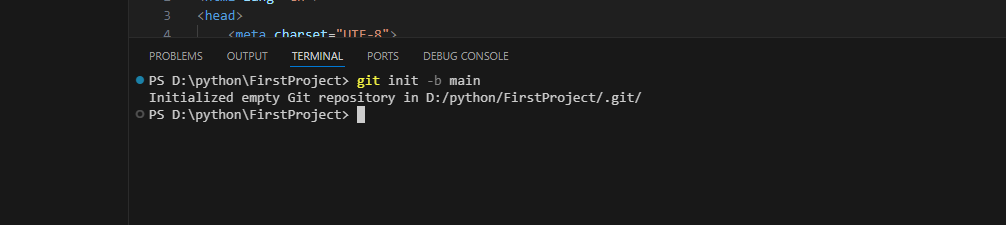 3 <head>
4 <meta charset="UTF-8">
PROBLEMS OUTPUT TERMINAL PORTS DEBUG CONSOLE
PS D:\python\FirstProject> git init -b main
Initialized empty Git repository in D:/python/FirstProject/.git/
PS D:\python\FirstProject>